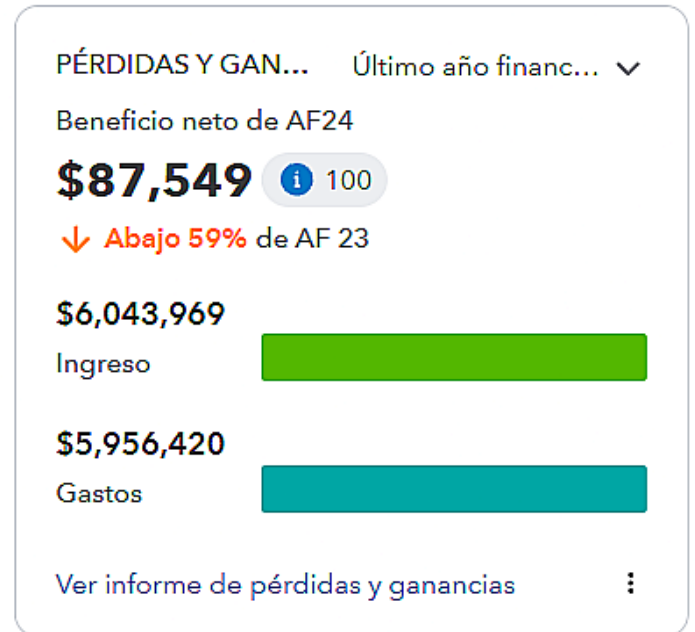 PÉRDIDAS Y GAN... Último año financ...
Beneficio neto de AF24
$87,549 i 100
Abajo 59% de AF 23
$6,043,969
Ingreso
$5,956,420
Gastos
Ver informe de pérdidas y ganancias